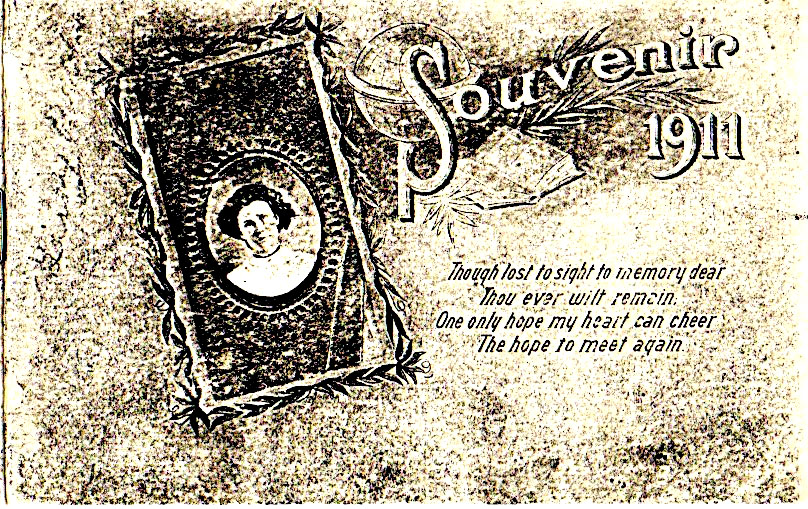 Souvenir
1911
Though lost to sight to memory dear
Thou ever wilt remain,
One only hope my heart can cheer
The hope to meet again.